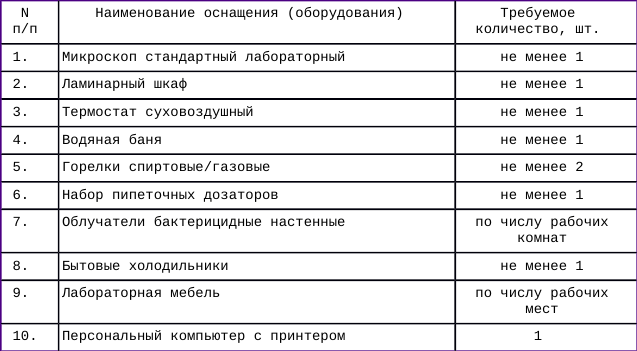 N п/п Наименование оснащения (оборудования) Требуемое количество, шт.
1. Микроскоп стандартный лабораторный не менее 1
2. Ламинарный шкаф не менее 1
3. Термостат суховоздушный не менее 1
4. Водяная баня не менее 1
5. Горелки спиртовые/газовые не менее 2
6. Набор пипеточных дозаторов не менее 1
7. Облучатели бактерицидные настенные по числу рабочих комнат
8. Бытовые холодильники не менее 1
9. Лабораторная мебель по числу рабочих мест
10. Персональный компьютер с принтером 1